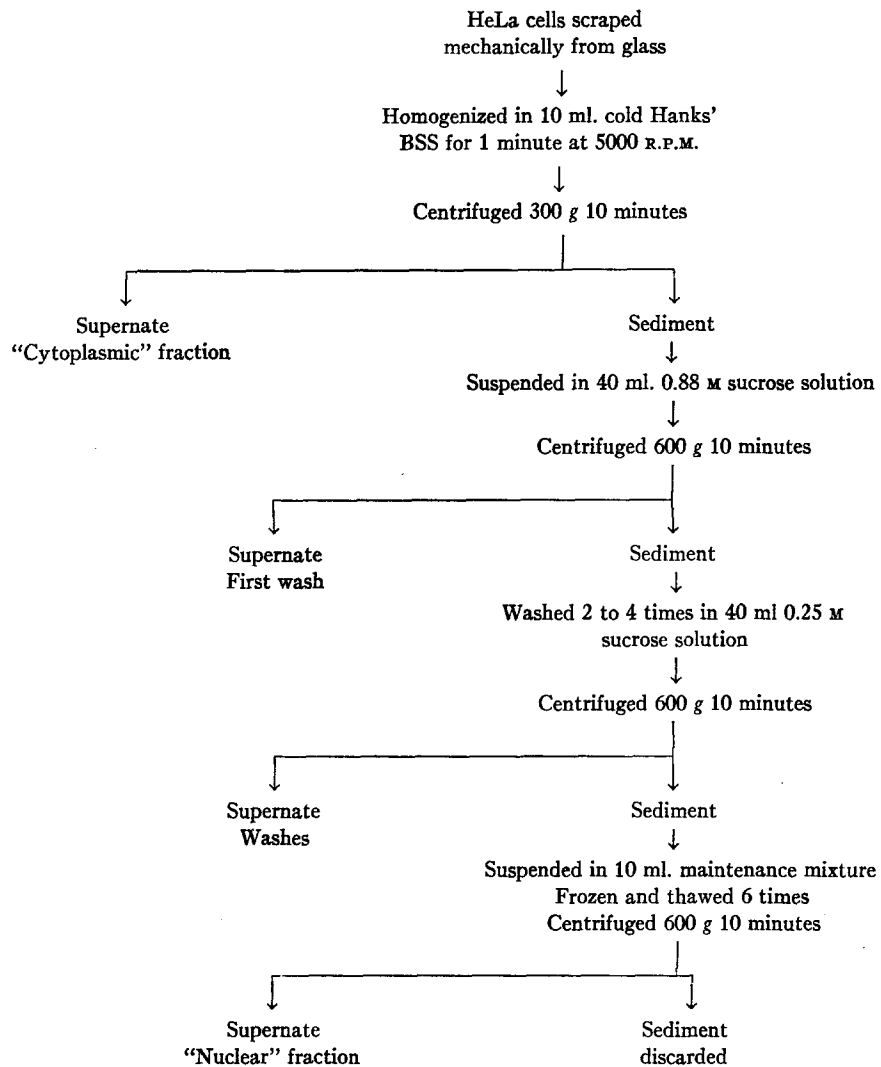 HeLa cells scraped
mechanically from glass
Homogenized in 10 ml. cold Hanks'
BSS for 1 minute at 5000 R.P.M.
Centrifuged 300 g 10 minutes
Supernate
"Cytoplasmic" fraction
Sediment
Suspended in 40 ml. 0.88 M sucrose solution
Centrifuged 600 g 10 minutes
Supernate
First wash
Sediment
Washed 2 to 4 times in 40 ml 0.25 M
sucrose solution
Centrifuged 600 g 10 minutes
Supernate
Washes
Sediment
Suspended in 10 ml. maintenance mixture
Frozen and thawed 6 times
Centrifuged 600 g 10 minutes
Supernate
"Nuclear" fraction
Sediment
discarded